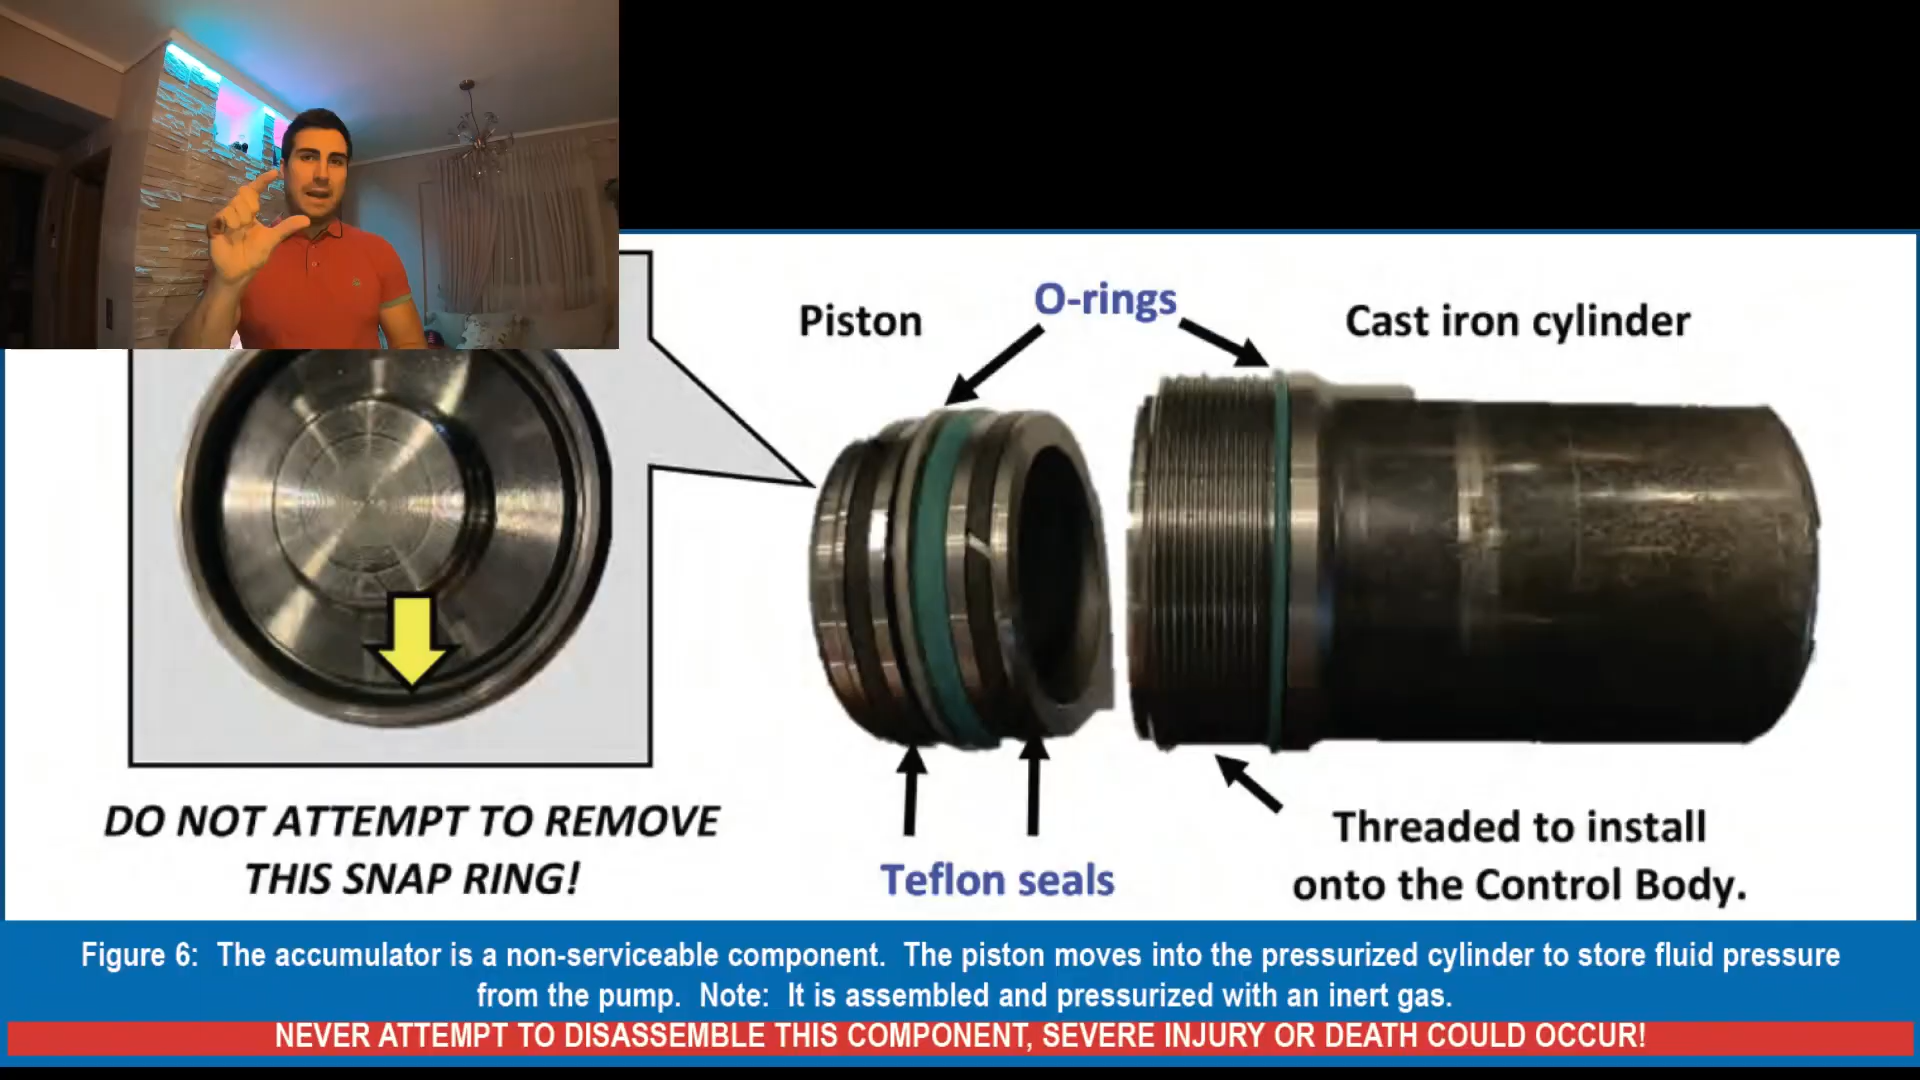 O-rings
Piston
Cast iron cylinder
DO NOT ATTEMPT TO REMOVE
THIS SNAP RING!
Teflon seals
Threaded to install
onto the Control Body.
Figure 6: The accumulator is a non-serviceable component. The piston moves into the pressurized cylinder to store fluid pressure
from the pump. Note: It is assembled and pressurized with an inert gas.
NEVER ATTEMPT TO DISASSEMBLE THIS COMPONENT, SEVERE INJURY OR DEATH COULD OCCUR!